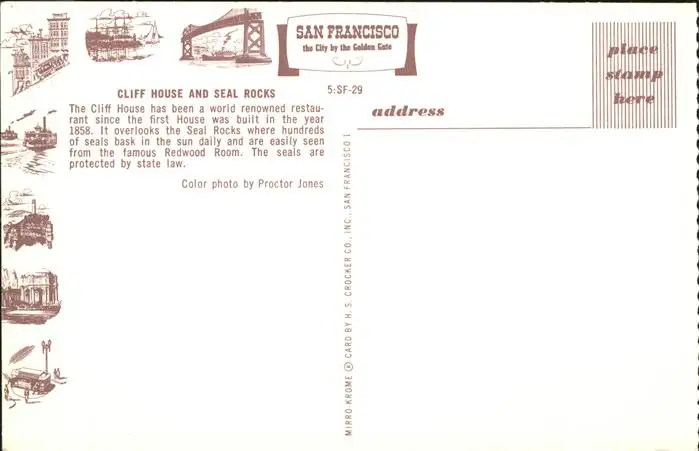 SAN FRANCISCO
the City by the Golden Gate
5:SF-29
CLIFF HOUSE AND SEAL ROCKS
The Cliff House has been a world renowned restau-
rant since the first House was built in the year
1858. It overlooks the Seal Rocks where hundreds
of seals bask in the sun daily and are easily seen
from the famous Redwood Room. The seals are
protected by state law.
Color photo by Proctor Jones
MIRRO-KROME ® CARD BY H. S. CROCKER CO., INC., SAN FRANCISCO 1
address
place
stamp
here